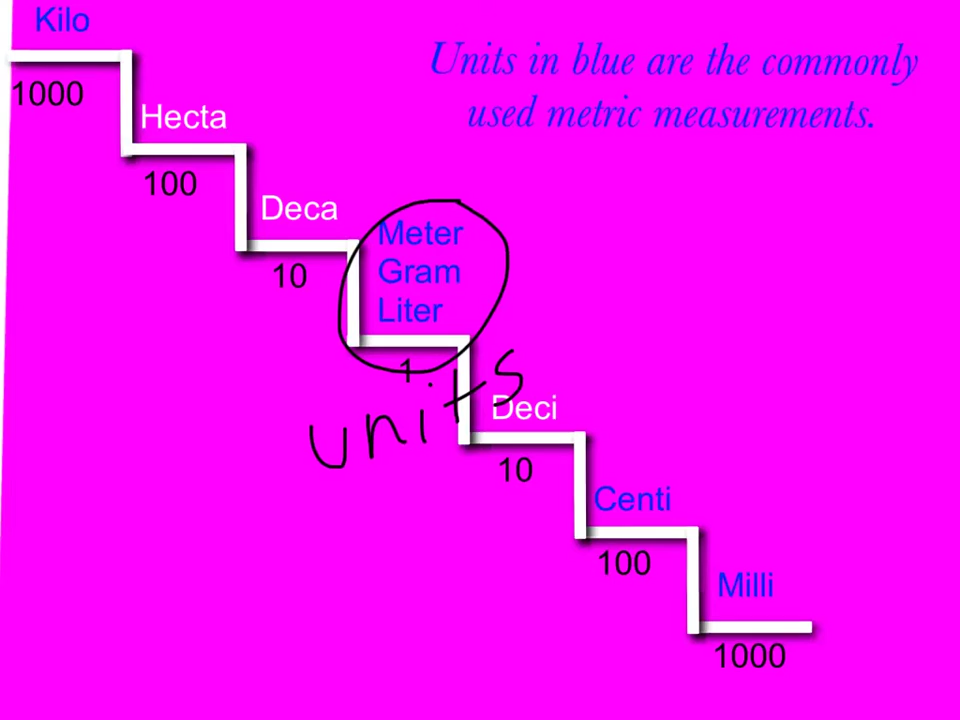 Kilo
Units in blue are the commonly
used metric measurements.
1000
Hecta
100
Deca
10
Meter
Gram
Liter
1
units
Deci
10
Centi
100
Milli
1000